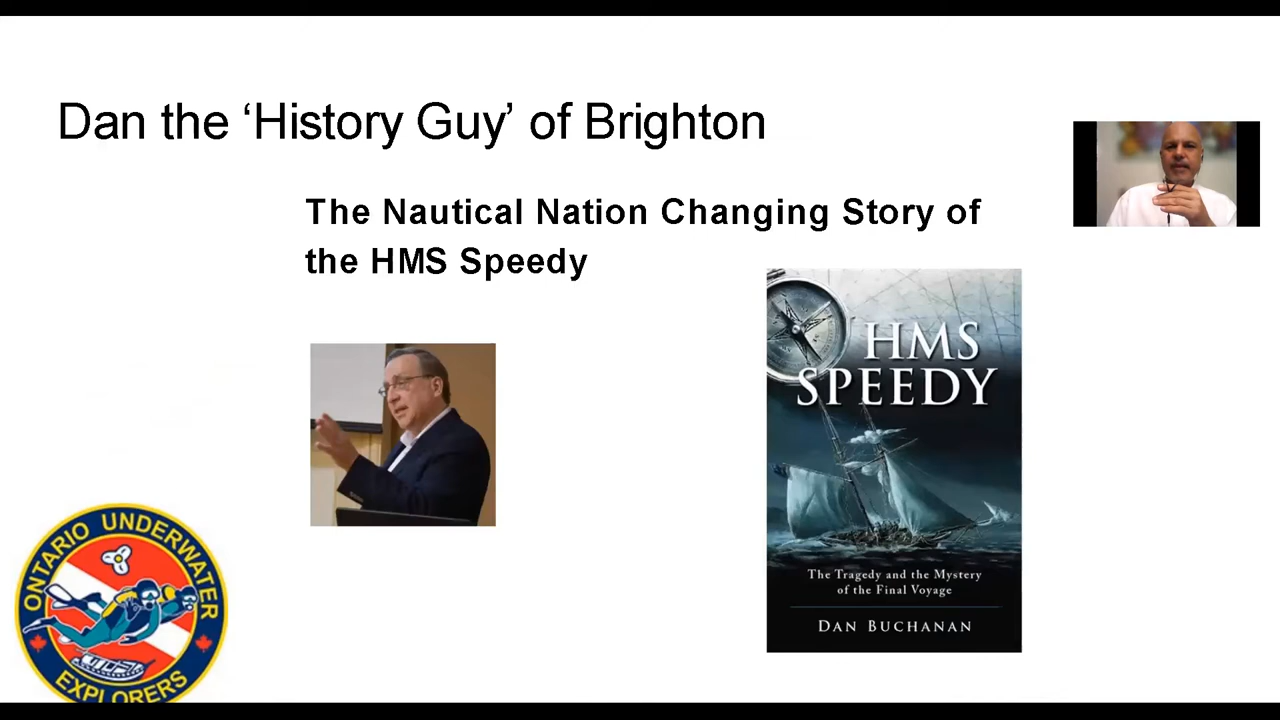 Dan the ‘History Guy’ of Brighton
The Nautical Nation Changing Story of
the HMS Speedy
HMS
SPEEDY
The Tragedy and the Mystery
of the Final Voyage
DAN BUCHANAN
ONTARIO UNDERWATER
EXPLORERS